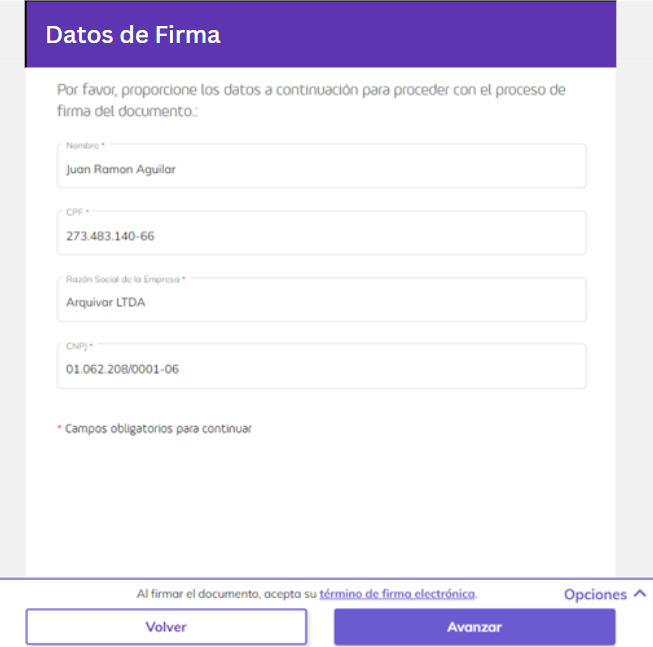 Datos de Firma
Por favor, proporcione los datos a continuación para proceder con el proceso de
firma del documento.:
Nombre *
Juan Ramon Aguilar
CPF *
273.483.140-66
Razón Social de la Empresa *
Arquivar LTDA
CNPJ *
01.062.208/0001-06
* Campos obligatorios para continuar
Al firmar el documento, acepta su término de firma electrónica.
Opciones
Volver
Avanzar